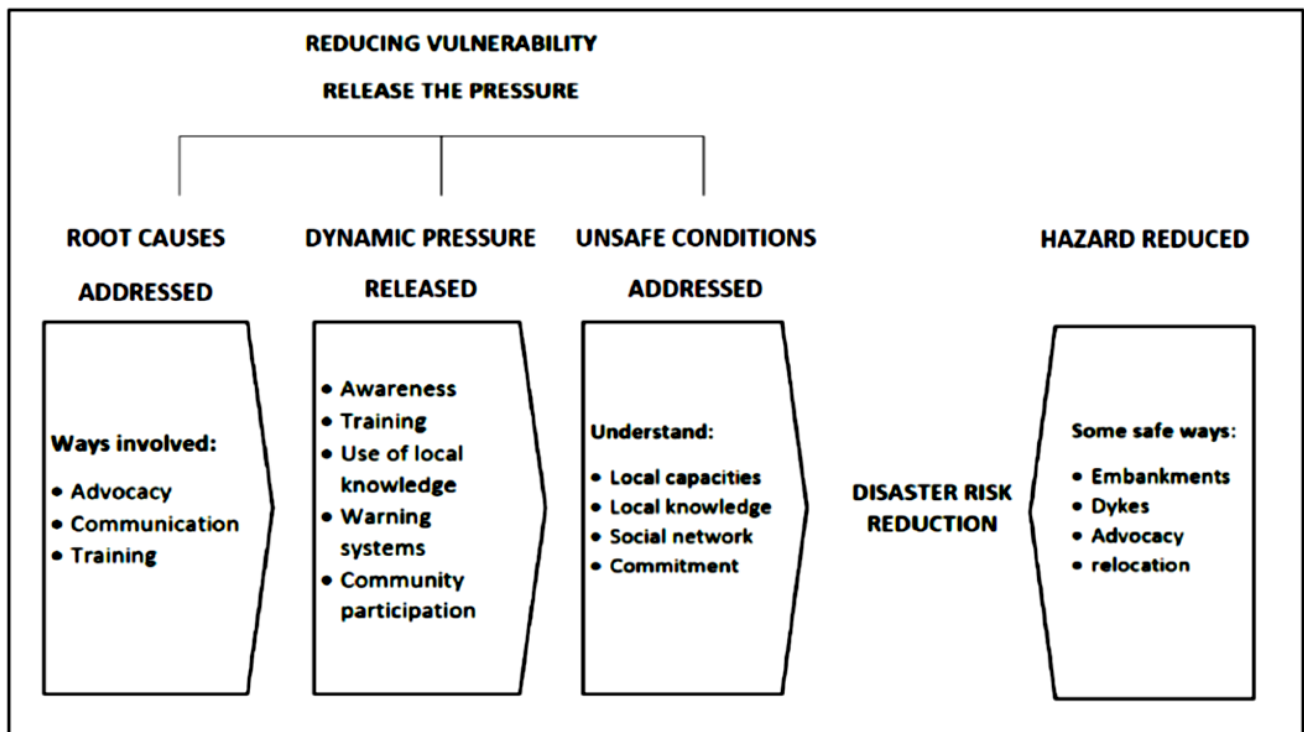 REDUCING VULNERABILITY
RELEASE THE PRESSURE
ROOT CAUSES
ADDRESSED
DYNAMIC PRESSURE
RELEASED
UNSAFE CONDITIONS
ADDRESSED
HAZARD REDUCED
Ways involved:
• Advocacy
• Communication
• Training
• Awareness
• Training
• Use of local
knowledge
• Warning
systems
• Community
participation
Understand:
• Local capacities
• Local knowledge
• Social network
• Commitment
DISASTER RISK
REDUCTION
Some safe ways:
• Embankments
• Dykes
• Advocacy
• relocation